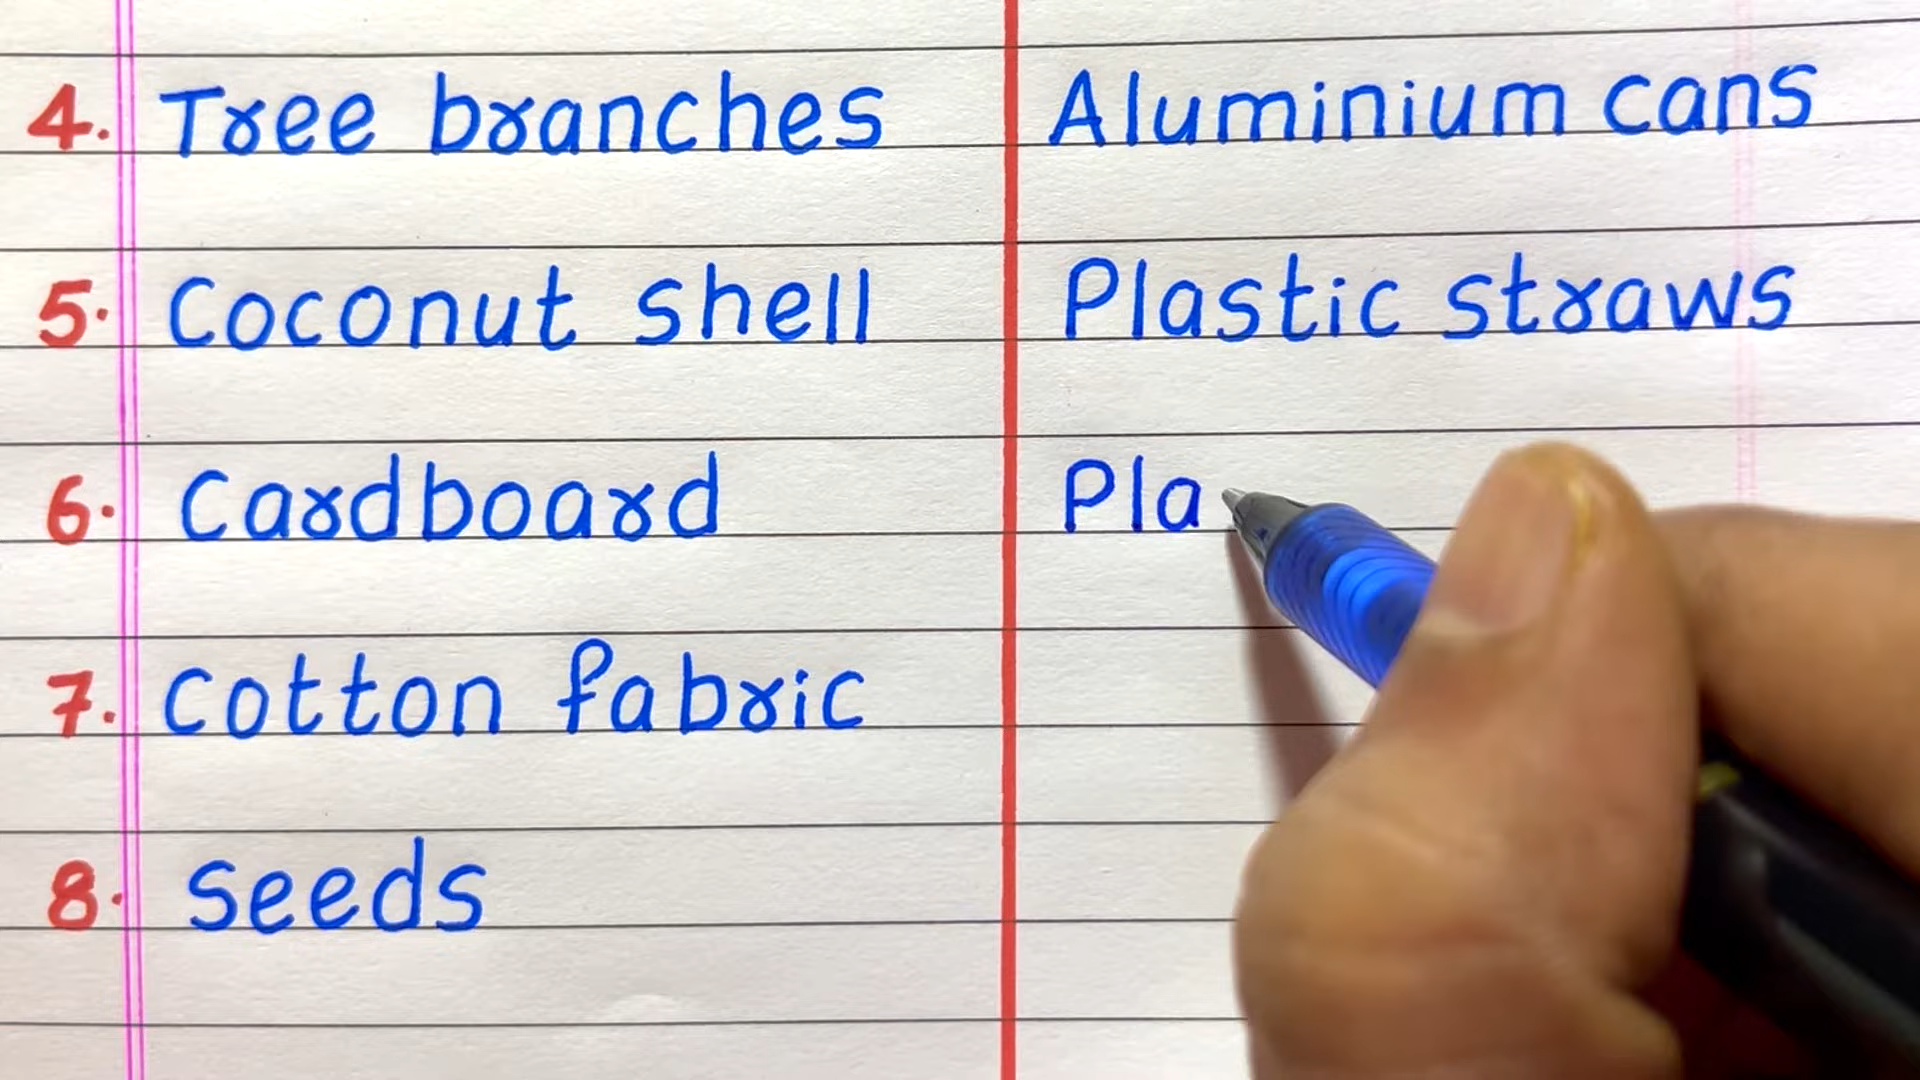 4. Tree branches Aluminium cans
5. Coconut shell Plastic straws
6. Cardboard Pla
7. Cotton fabric
8. Seeds